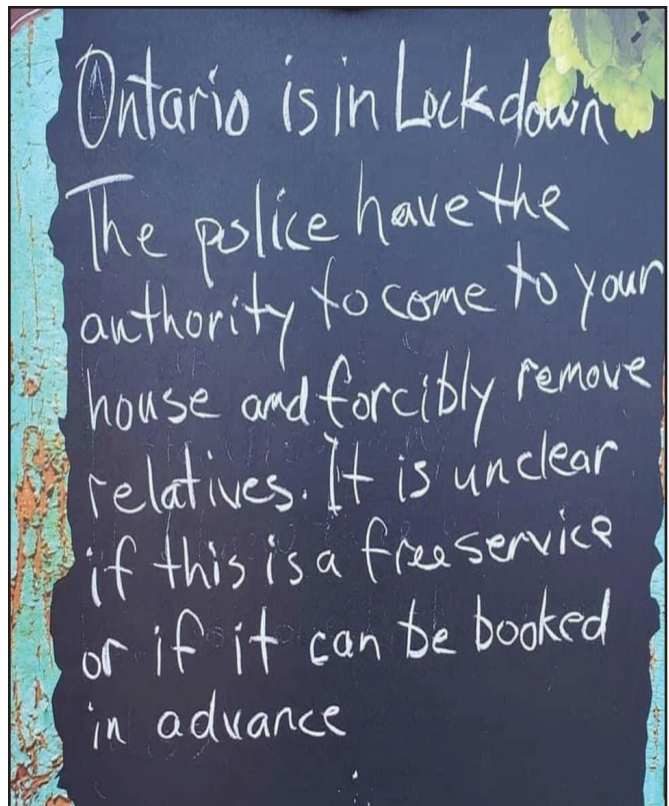 Ontario is in Lockdown
The police have the
authority to come to your
house and forcibly remove
relatives. It is unclear
if this is a free service
or if it can be booked
in advance